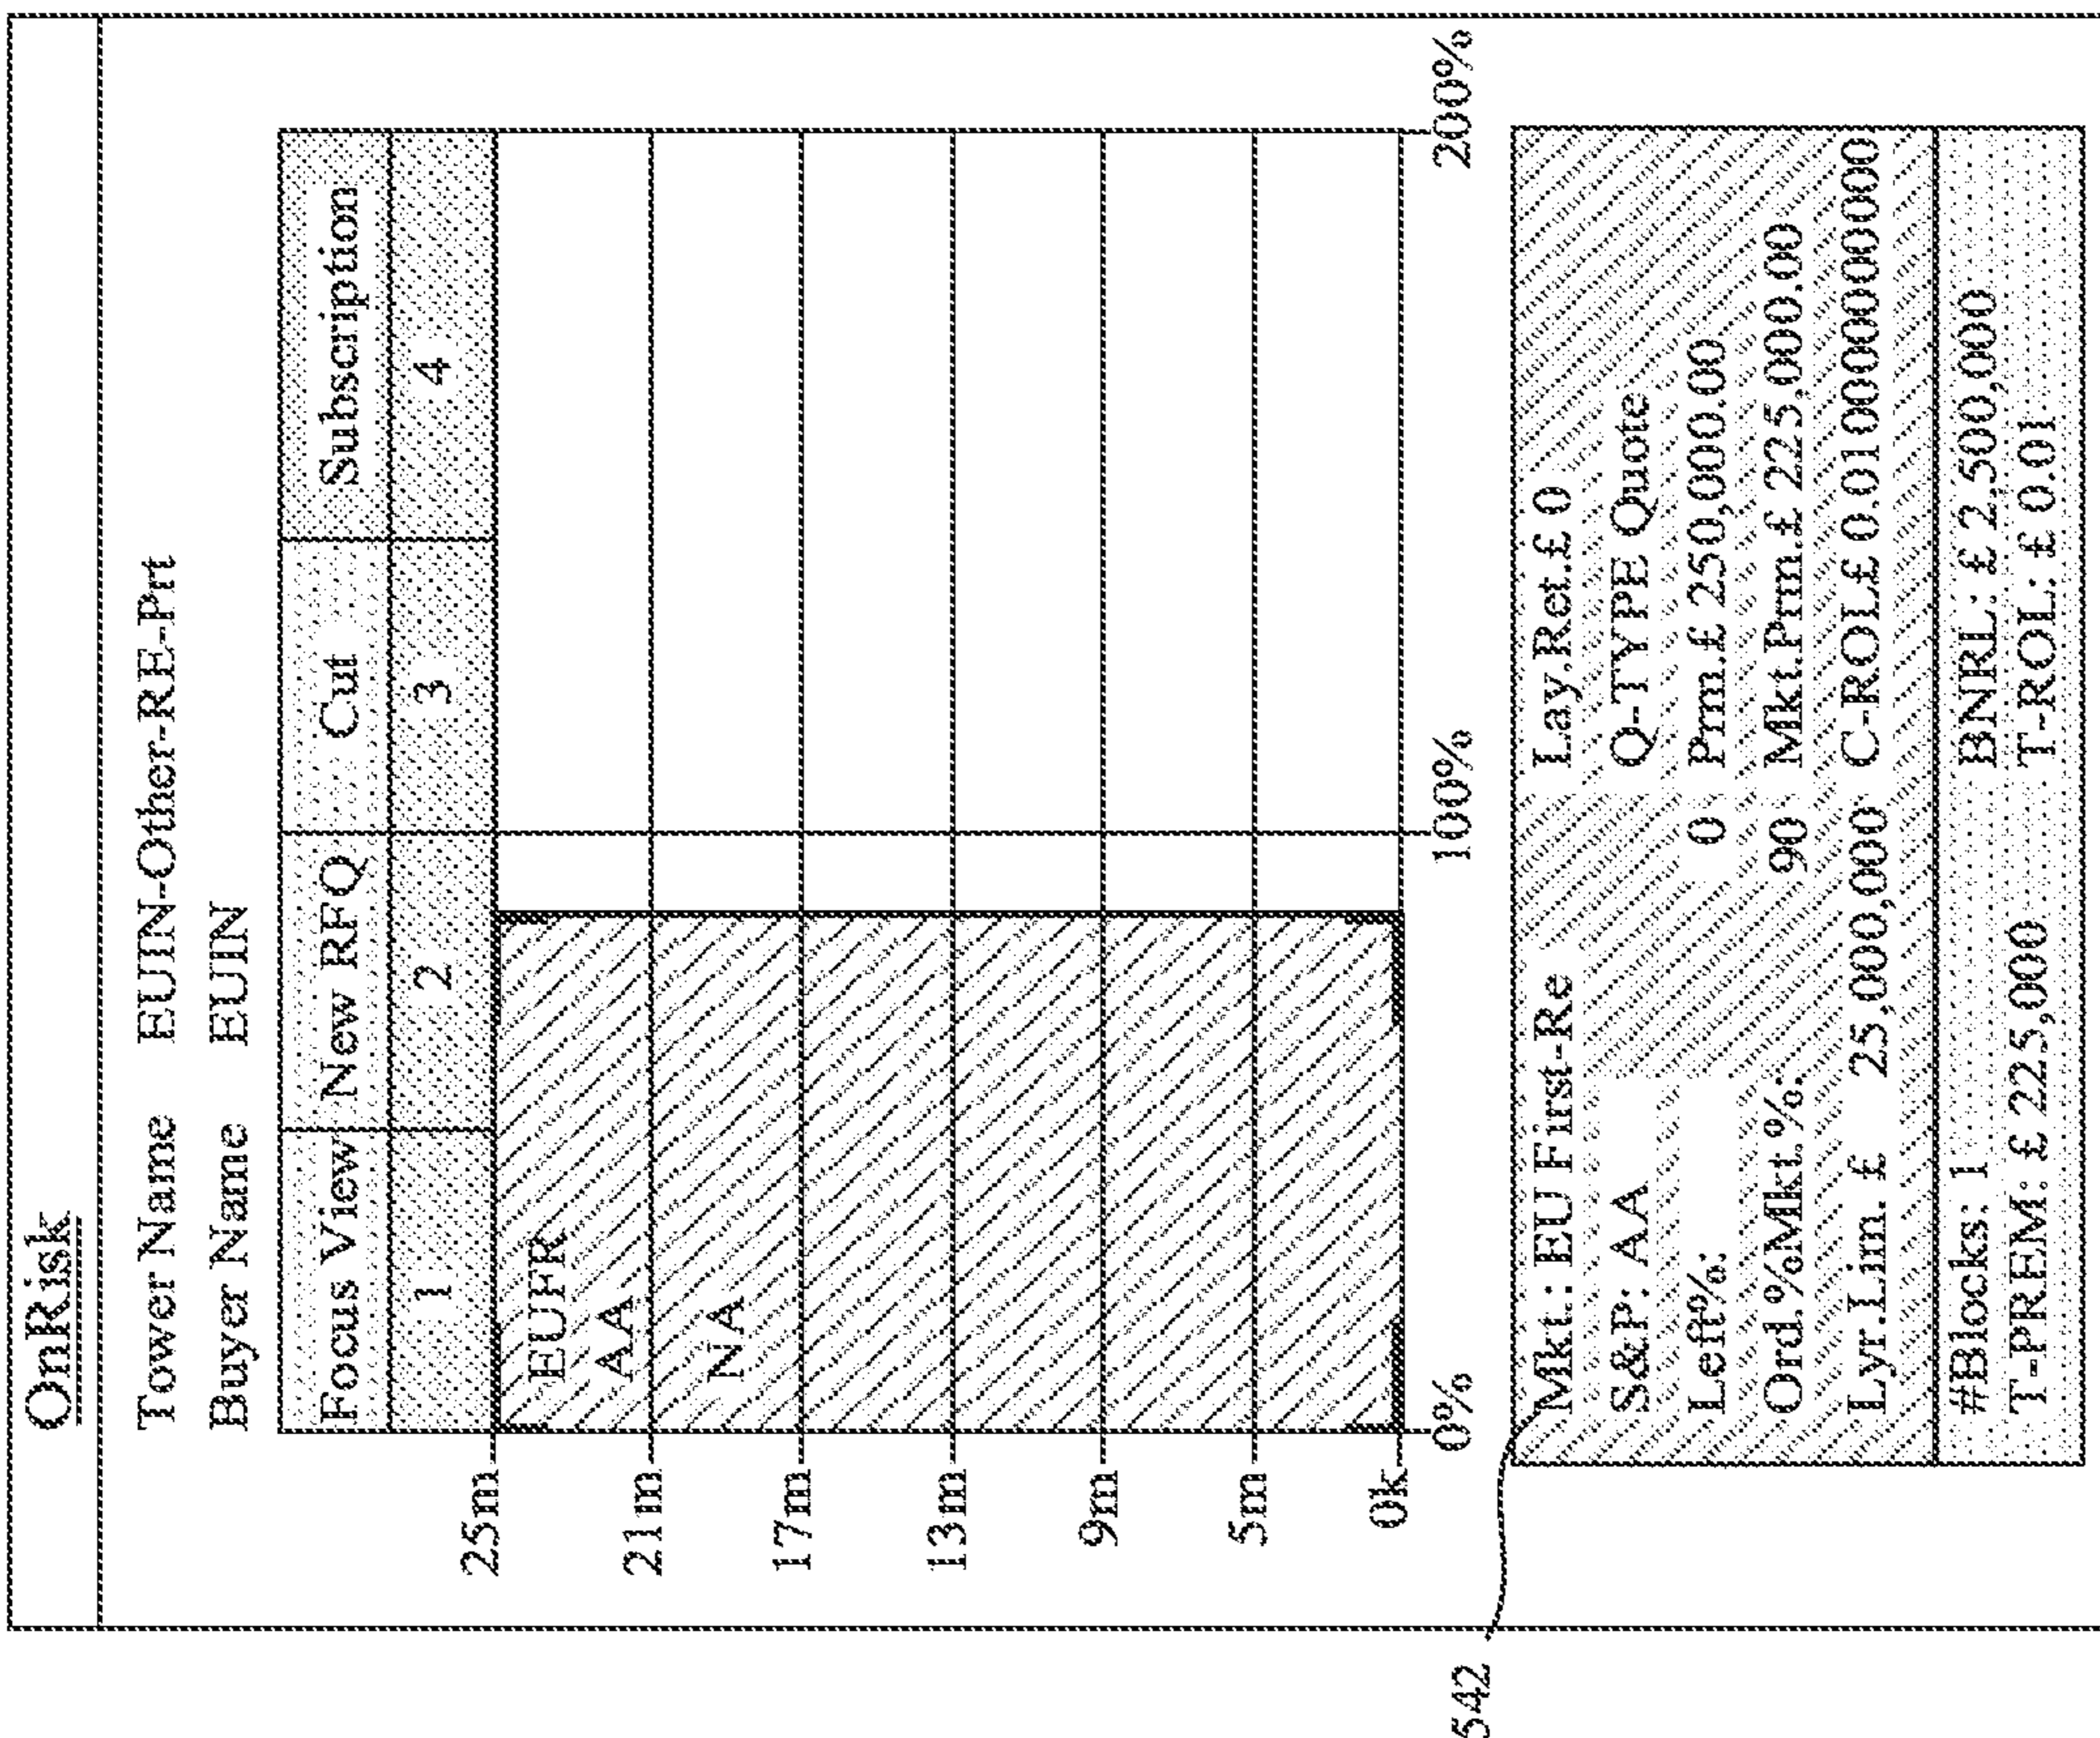 OnRisk
Tower Name EUIN-Other-RE-Prt
Buyer Name EUIN
Focus View New RFQ Cut Subscription
1 2 3 4
25m
EUFR
AA
21m
NA
17m
13m
9m
5m
0k
0% 100% 200%
542
Mkt.: EU First-Re Lay.Ret.£ 0
S&P: AA Q-TYPE Quote
Left%: 0 Prm.£ 250,000.00
Ord.%Mkt.%: 90 Mkt.Prm.£ 225,000.00
Lyr.Lim. £ 25,000,000 C-ROL£ 0.0100000000000
#Blocks: 1 BNRL: £ 2,500,000
T-PREM: £ 225,000 T-ROL: £ 0.01